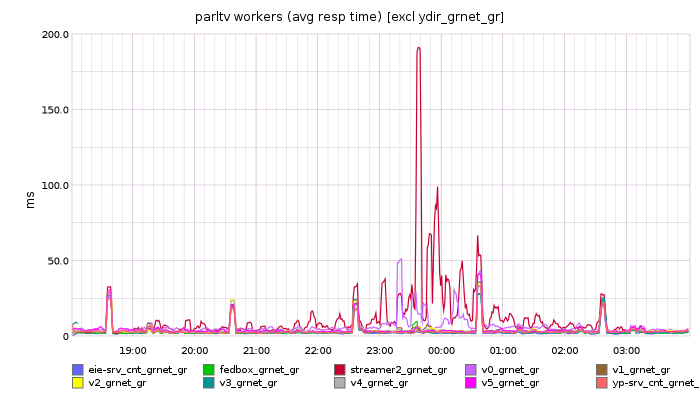 parltv workers (avg resp time) [excl ydir_grnet_gr]
200.0
150.0
100.0
50.0
0
ms
19:00 20:00 21:00 22:00 23:00 00:00 01:00 02:00 03:00
eie-srv_cnt_grnet_gr fedbox_grnet_gr streamer2_grnet_gr v0_grnet_gr v1_grnet_gr
v2_grnet_gr v3_grnet_gr v4_grnet_gr v5_grnet_gr yp-srv_cnt_grnet_